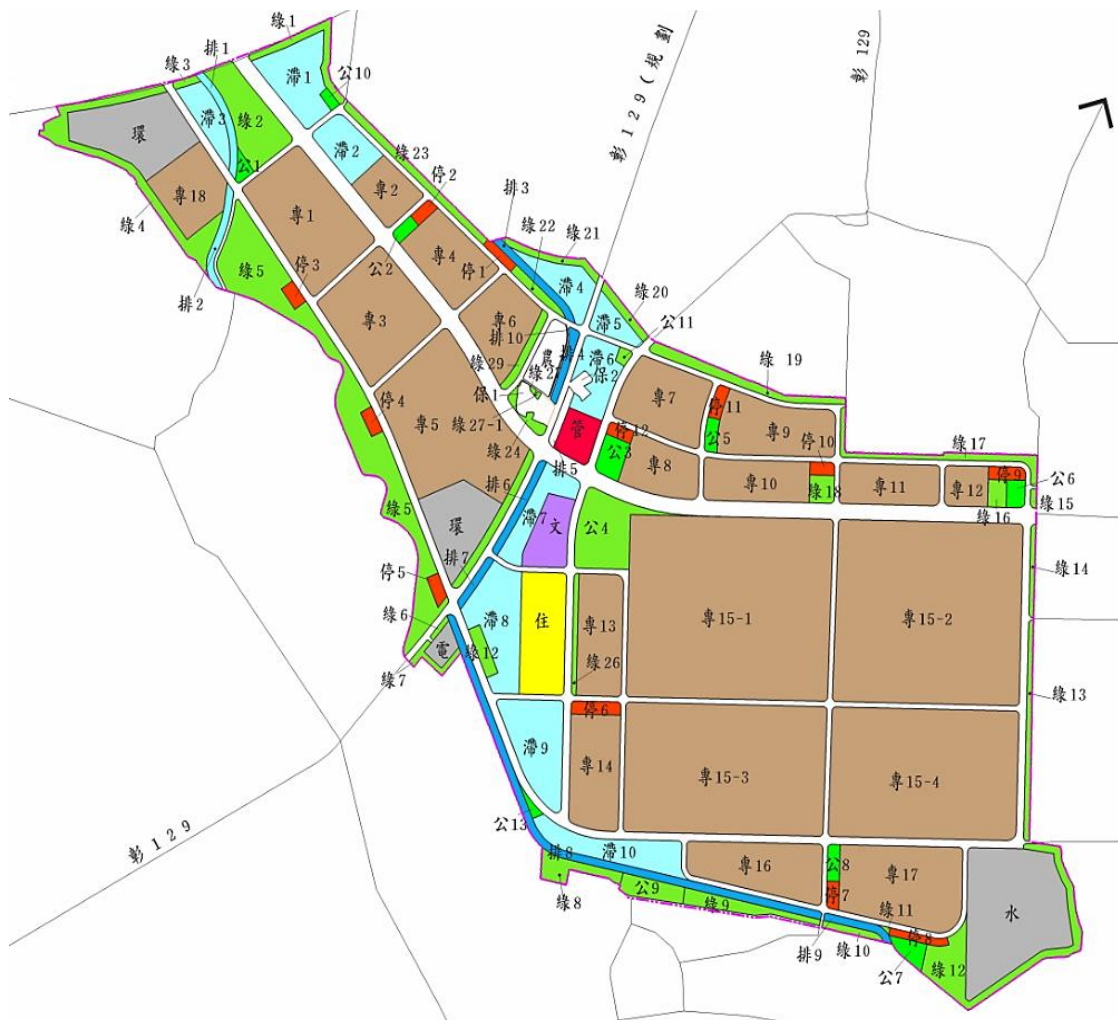 綠1
排1
綠3
公10
滯1
彰129(規劃
彰129
環
滯3
綠2
滯2
綠23
停2
公1
專2
排3
專18
綠22
綠21
綠4
專1
專4
公2
停1
滯4
綠5
停3
綠20
排2
專3
專6
滯5
公11
排10
排4
農
滯6
綠29
綠27
保2
綠19
保1
專7
停11
停4
綠27-1
專5
管
停12
公5
專9
停10
綠24
公3
綠17
排5
專8
停9
公6
排6
專10
綠18
專11
專12
綠15
綠16
綠5
滯7
環
文
公4
排7
綠14
停5
綠6
滯8
住
專13
專15-1
專15-2
電
綠12
綠26
綠7
綠13
停6
滯9
專14
專15-3
專15-4
公13
彰129
排8
滯10
專16
公8
專17
綠8
公9
綠9
停7
綠11
水
停8
排9
綠10
公7
綠12